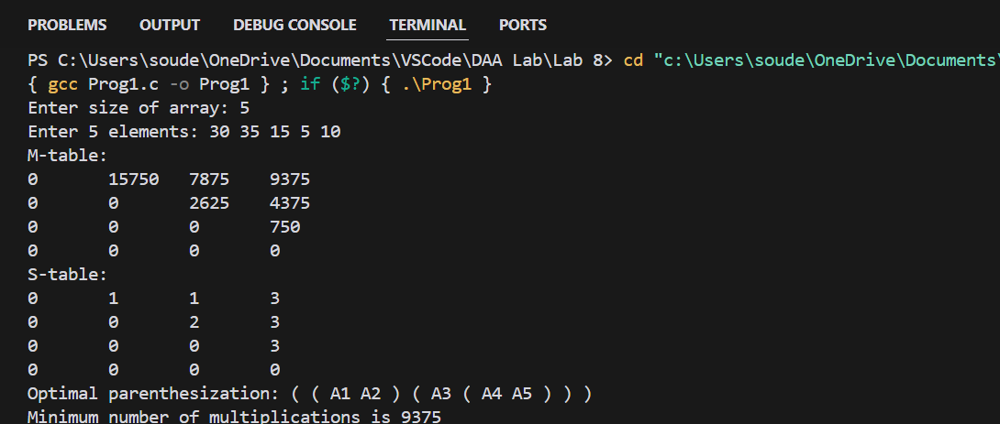 PROBLEMS OUTPUT DEBUG CONSOLE TERMINAL PORTS
PS C:\Users\soude\OneDrive\Documents\VSCode\DAA Lab\Lab 8> cd "c:\Users\soude\OneDrive\Documents\
{ gcc Prog1.c -o Prog1 } ; if ($?) { .\Prog1 }
Enter size of array: 5
Enter 5 elements: 30 35 15 5 10
M-table:
0 15750 7875 9375
0 0 2625 4375
0 0 0 750
0 0 0 0
S-table:
0 1 1 3
0 0 2 3
0 0 0 3
0 0 0 0
Optimal parenthesization: ( ( A1 A2 ) ( A3 ( A4 A5 ) ) )
Minimum number of multiplications is 9375